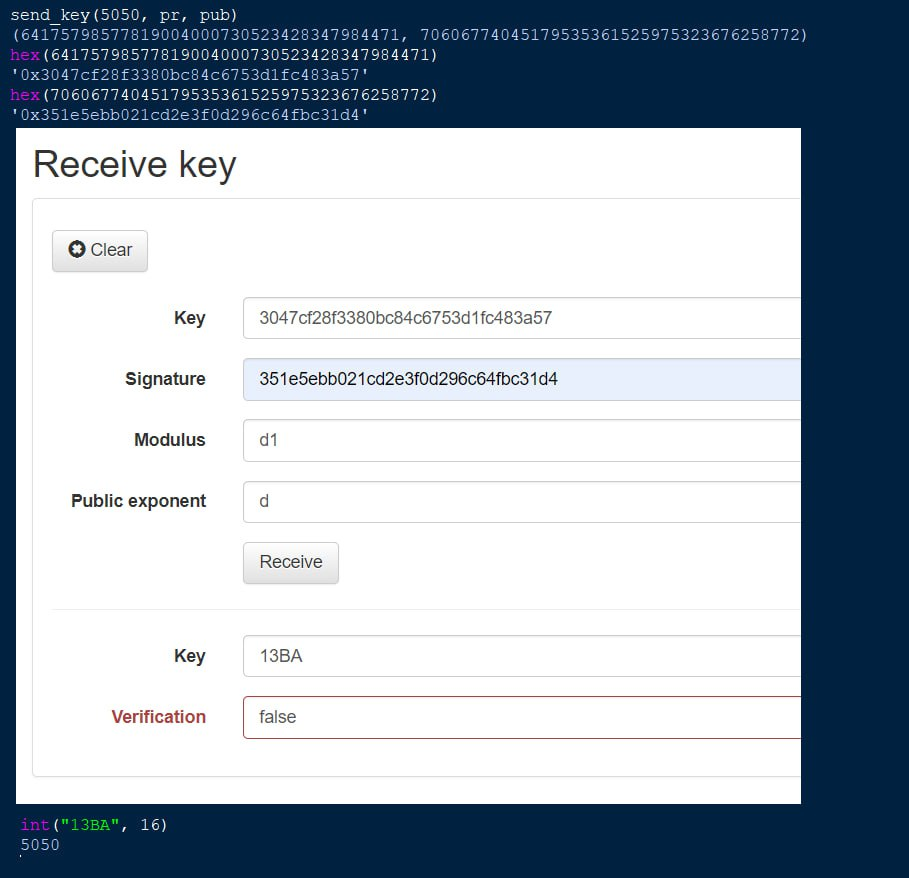 send_key(5050, pr, pub)
(64175798577819004000730523428347984471, 70606774045179535361525975323676258772)
hex(64175798577819004000730523428347984471)
'0x3047cf28f3380bc84c6753d1fc483a57'
hex(70606774045179535361525975323676258772)
'0x351e5ebb021cd2e3f0d296c64fbc31d4'
Receive key
Clear
Key 3047cf28f3380bc84c6753d1fc483a57
Signature 351e5ebb021cd2e3f0d296c64fbc31d4
Modulus d1
Public exponent d
Receive
Key 13BA
Verification false
int("13BA", 16)
5050